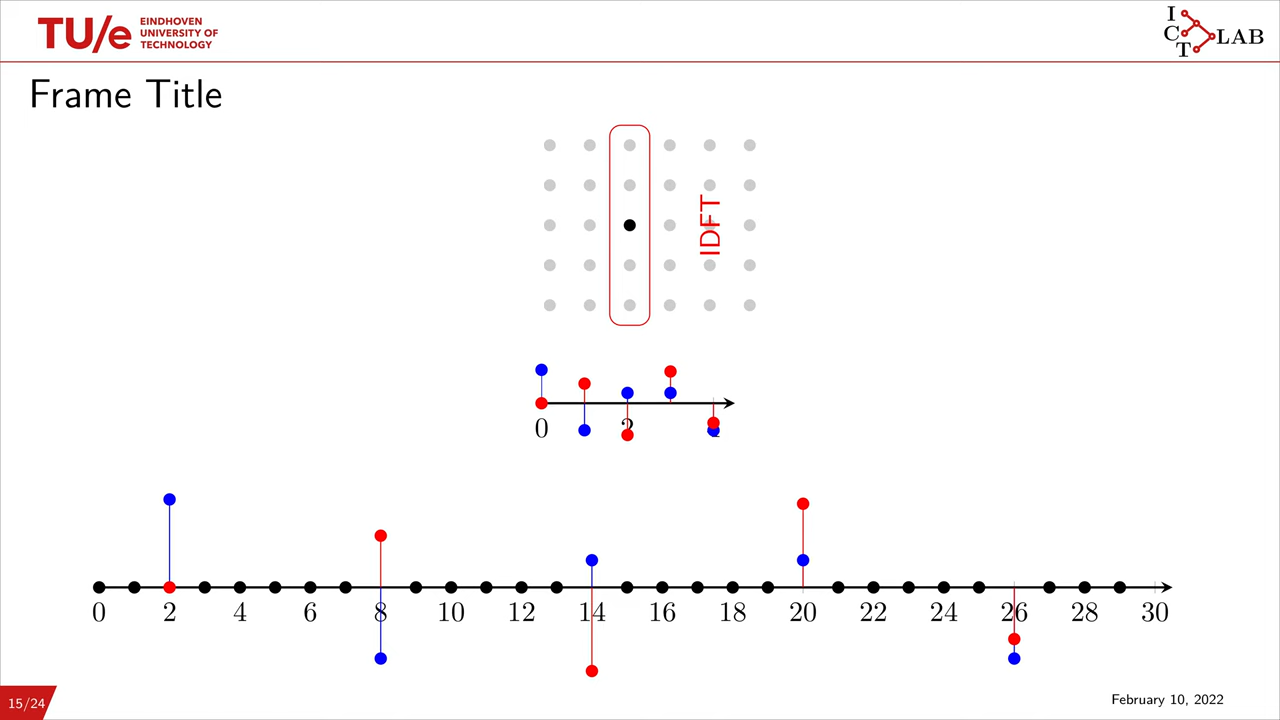 TU/e EINDHOVEN
UNIVERSITY OF
TECHNOLOGY
I
C
T LAB
Frame Title
IDFT
0 2
0 2 4 6 8 10 12 14 16 18 20 22 24 26 28 30
15/24
February 10, 2022